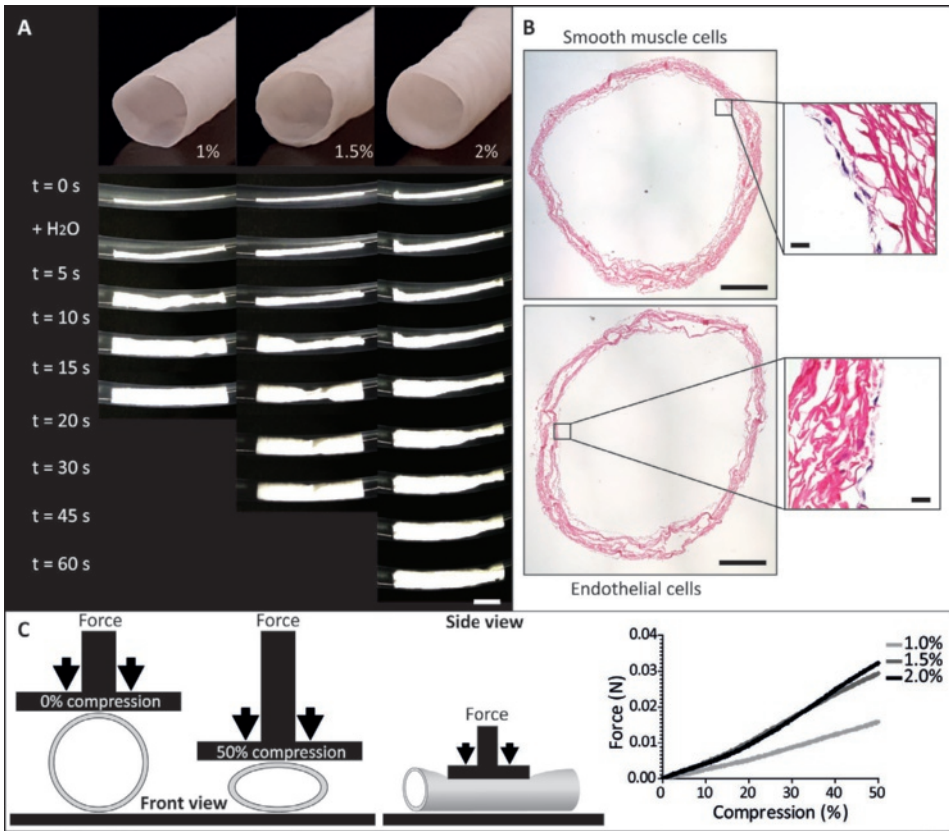 A
1%
1.5%
2%
t = 0 s
+ H2O
t = 5 s
t = 10 s
t = 15 s
t = 20 s
t = 30 s
t = 45 s
t = 60 s
B
Smooth muscle cells
Endothelial cells
C
Force
0% compression
Force
50% compression
Front view
Side view
Force
0.04
0.03
0.02
0.01
0.00
Force (N)
0 10 20 30 40 50
Compression (%)
1.0%
1.5%
2.0%